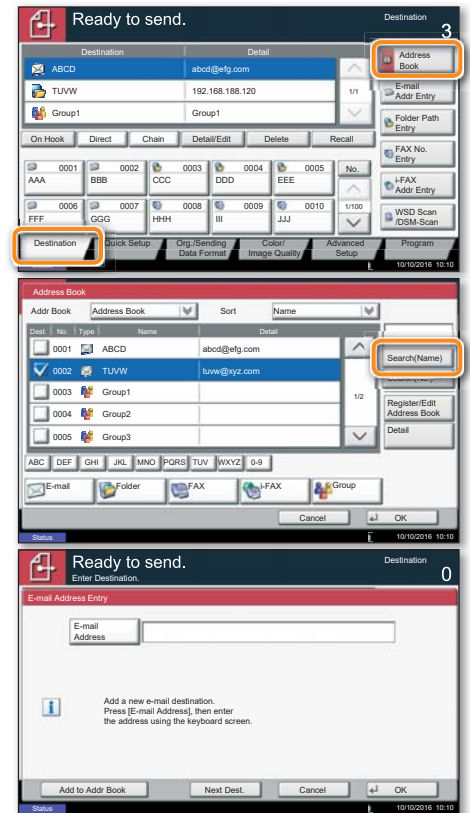 Ready to send.
Destination
3
Destination Detail
ABCD abcd@efg.com
TUVW 192.168.188.120
Group1 Group1
1/1
Address Book
E-mail Addr Entry
Folder Path Entry
FAX No. Entry
i-FAX Addr Entry
WSD Scan /DSM-Scan
On Hook Direct Chain Detail/Edit Delete Recall
0001 0002 0003 0004 0005 No.
AAA BBB CCC DDD EEE
0006 0007 0008 0009 0010 1/100
FFF GGG HHH III JJJ
Destination Quick Setup Org./Sending Data Format Color/ Image Quality Advanced Setup Program
10/10/2016 10:10
Address Book
Addr Book Address Book Sort Name
Dest. No. Type Name Detail
0001 ABCD abcd@efg.com
0002 TUVW tuvw@xyz.com
0003 Group1
0004 Group2
0005 Group3
1/2
Search(Name)
Search(No.)
Register/Edit Address Book
Detail
ABC DEF GHI JKL MNO PQRS TUV WXYZ 0-9
E-mail Folder FAX i-FAX Group
Cancel OK
Status 10/10/2016 10:10
Ready to send.
Enter Destination.
Destination
0
E-mail Address Entry
E-mail
Address
Add a new e-mail destination.
Press [E-mail Address], then enter
the address using the keyboard screen.
Add to Addr Book Next Dest. Cancel OK
Status 10/10/2016 10:10